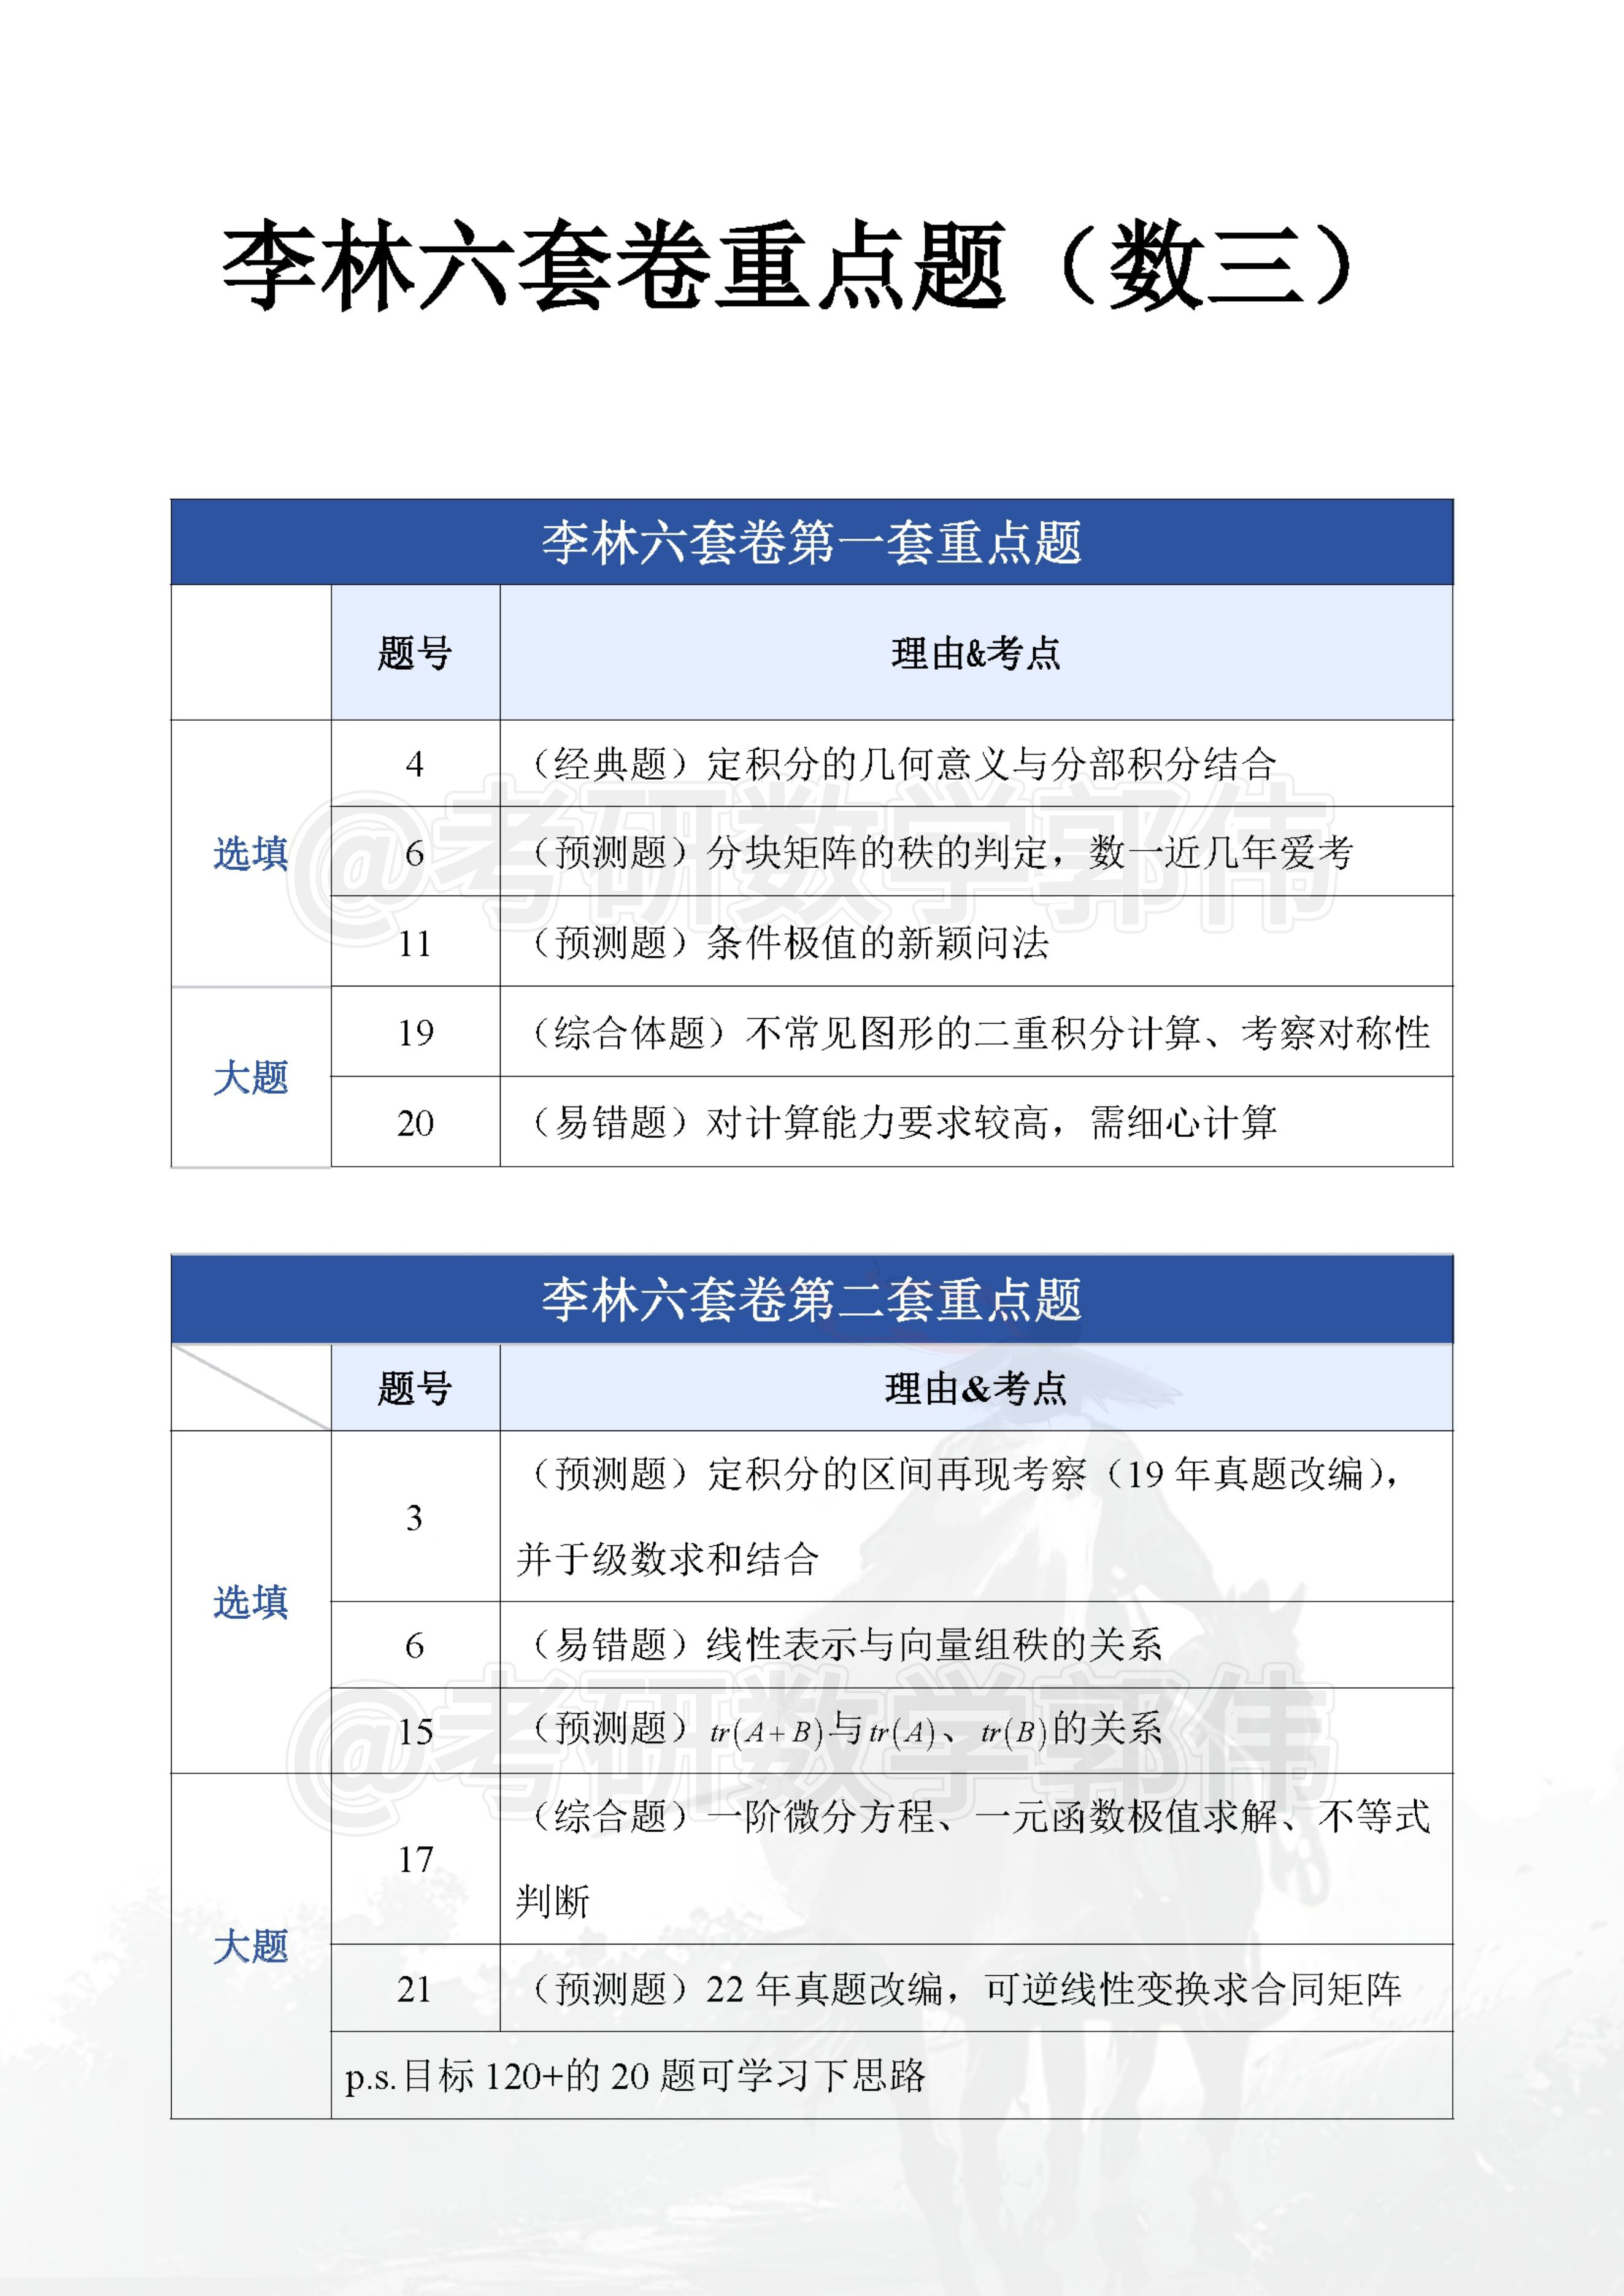 李林六套卷重点题（数三）
李林六套卷第一套重点题
题号 理由&考点
选填
4 （经典题）定积分的几何意义与分部积分结合
6 （预测题）分块矩阵的秩的判定，数一近几年爱考
11 （预测题）条件极值的新颖问法
大题
19 （综合体题）不常见图形的二重积分计算、考察对称性
20 （易错题）对计算能力要求较高，需细心计算
@考研数学郭伟
李林六套卷第二套重点题
题号 理由&考点
选填
3 （预测题）定积分的区间再现考察（19 年真题改编），
并于级数求和结合
6 （易错题）线性表示与向量组秩的关系
15 （预测题）tr(A+B)与tr(A)、tr(B)的关系
大题
17 （综合题）一阶微分方程、一元函数极值求解、不等式
判断
21 （预测题）22 年真题改编，可逆线性变换求合同矩阵
p.s.目标 120+的 20 题可学习下思路
@考研数学郭伟